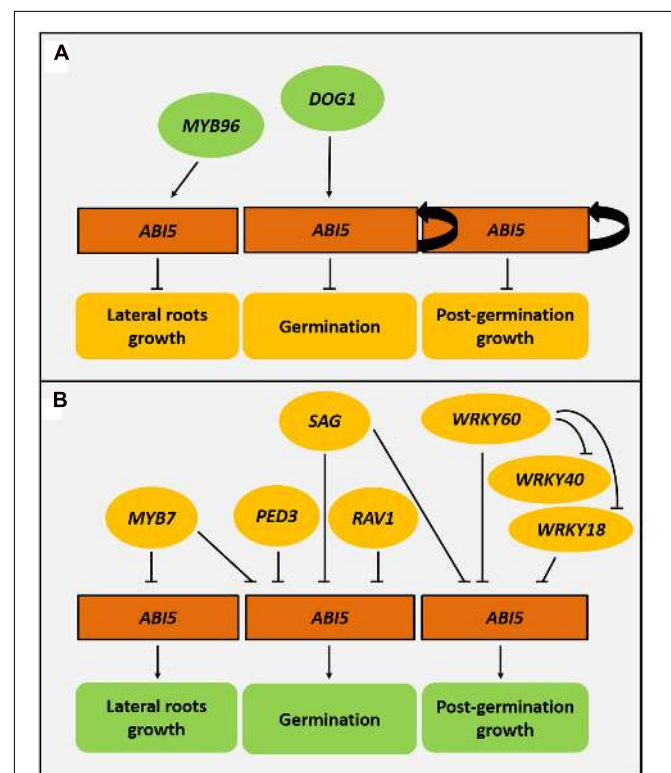 A
DOG1
MYB96
ABI5
ABI5
ABI5
Lateral roots
growth
Germination
Post-germination
growth
B
SAG
WRKY60
WRKY40
MYB7
PED3
RAV1
WRKY18
ABI5
ABI5
ABI5
Lateral roots
growth
Germination
Post-germination
growth